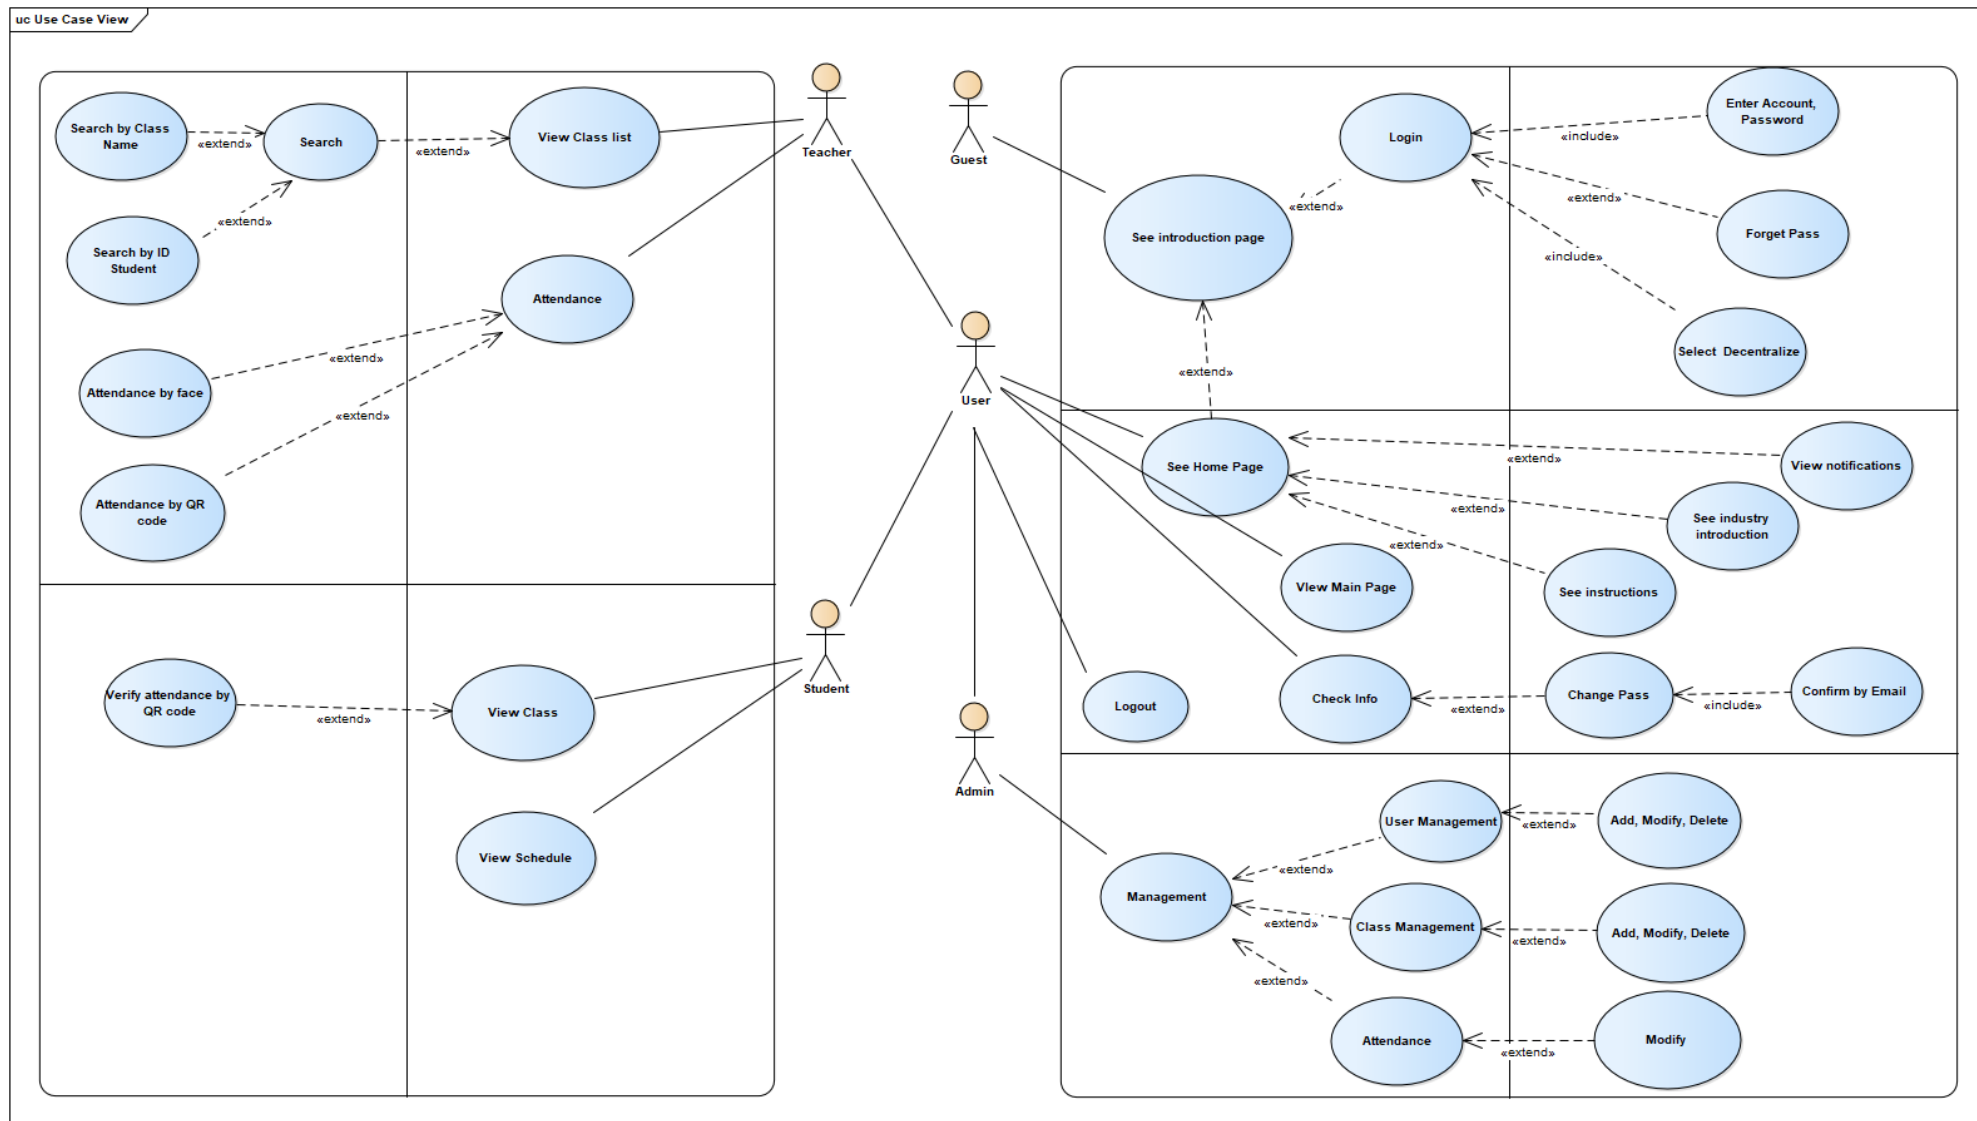 uc Use Case View
Search by Class
Name
«extend»
Search
«extend»
View Class list
Teacher
Search by ID
Student
«extend»
Attendance
Attendance by face
«extend»
Attendance by QR
code
«extend»
Verify attendance by
QR code
«extend»
View Class
View Schedule
Student
Guest
User
Admin
See introduction page
«extend»
Login
«include»
Enter Account,
Password
«extend»
Forget Pass
«include»
Select  Decentralize
«extend»
See Home Page
«extend»
View notifications
«extend»
See industry
introduction
«extend»
See instructions
VIew Main Page
Logout
Check Info
«extend»
Change Pass
«include»
Confirm by Email
Management
«extend»
User Management
«extend»
Add, Modify, Delete
«extend»
Class Management
«extend»
Add, Modify, Delete
«extend»
Attendance
«extend»
Modify